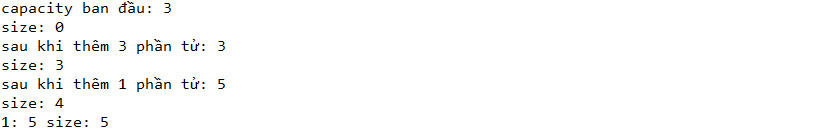 capacity ban đầu: 3
size: 0
sau khi thêm 3 phần tử: 3
size: 3
sau khi thêm 1 phần tử: 5
size: 4
1: 5 size: 5